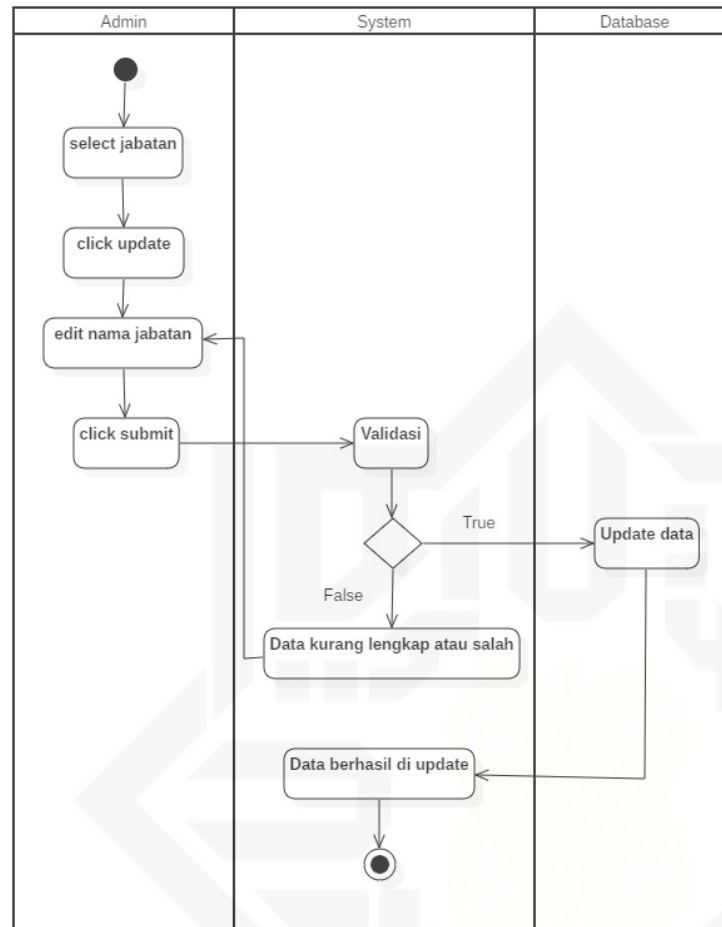 Admin
System
Database
select jabatan
click update
edit nama jabatan
click submit
Validasi
True
Update data
False
Data kurang lengkap atau salah
Data berhasil di update